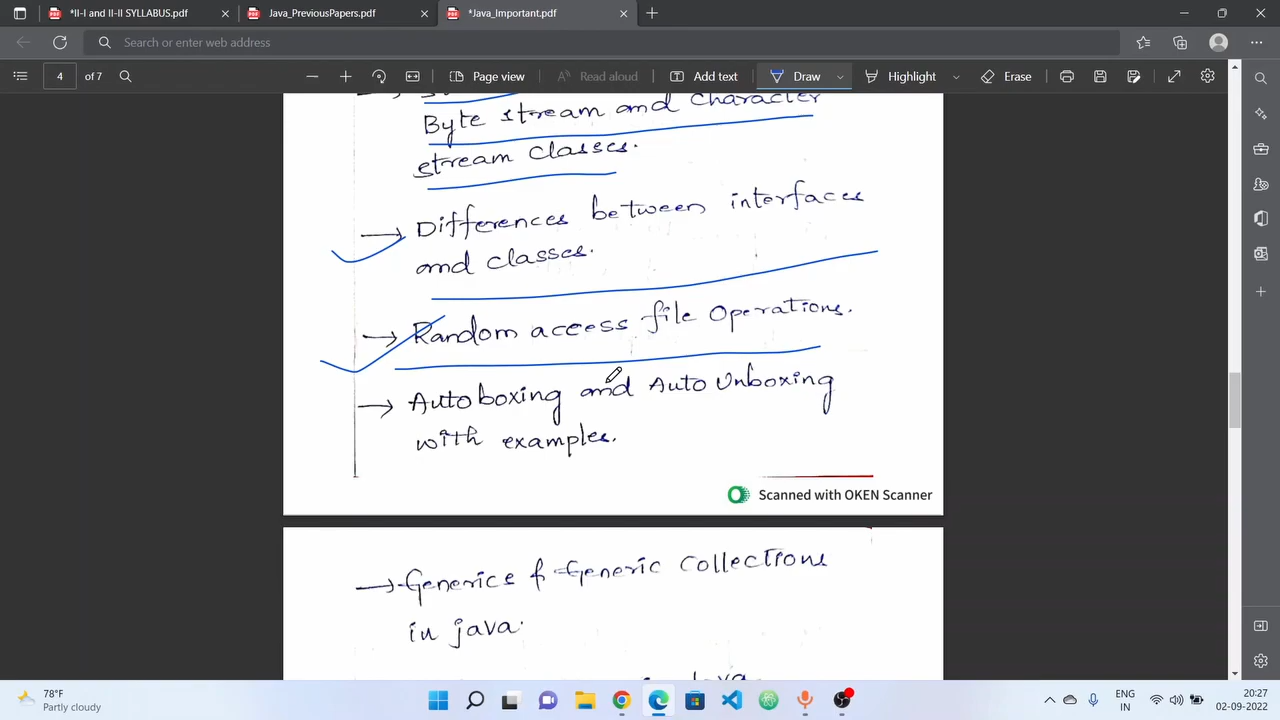 *II-I and II-II SYLLABUS.pdf
Java_PreviousPapers.pdf
*Java_Important.pdf
Search or enter web address
4 of 7
Page view
Read aloud
Add text
Draw
Highlight
Erase
Byte stream and character
stream classes.
→ Differences between interfaces
and classes.
→ Random access file Operations.
→ Autoboxing and Auto Unboxing
with examples.
Scanned with OKEN Scanner
→ Generics & Generic Collections
in java.
Java
78°F
Partly cloudy
ENG
IN
20:27
02-09-2022